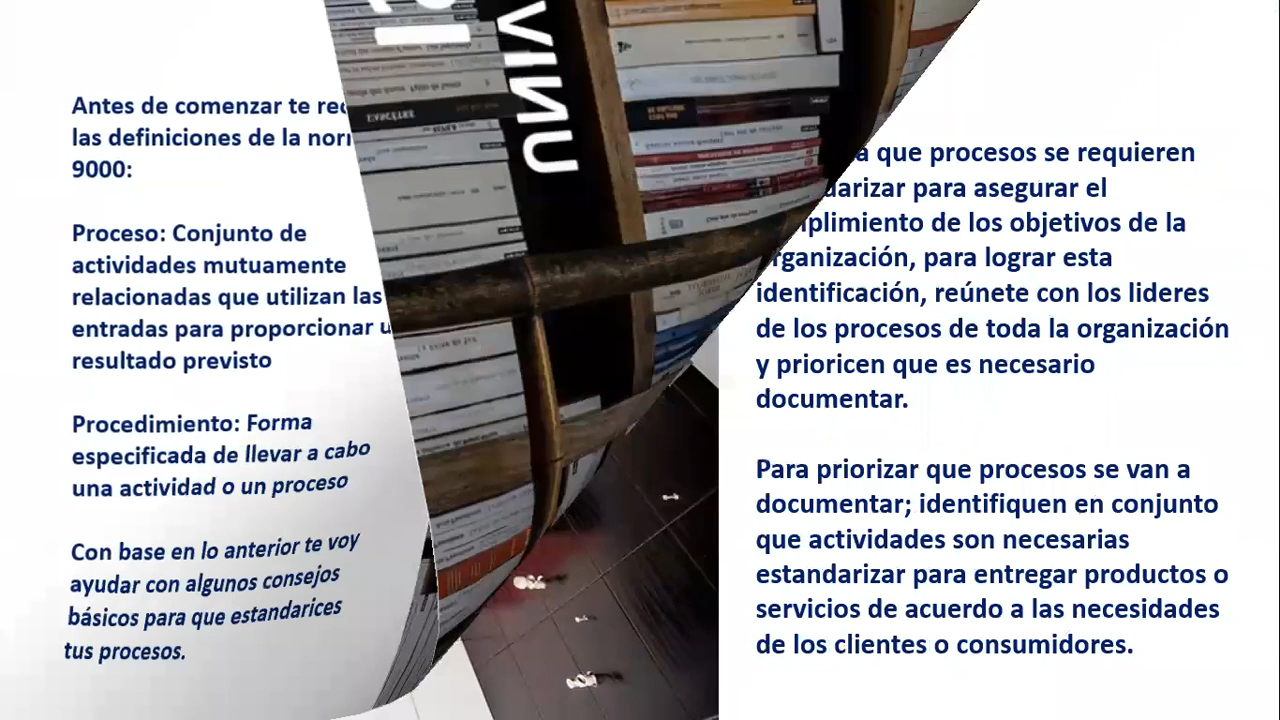 Antes de comenzar te
las definiciones de la
9000:
Proceso: Conjunto de
actividades mutuamente
relacionadas que utilizan las
entradas para proporcionar
resultado previsto
Procedimiento: Forma
especificada de llevar a cabo
una actividad o un proceso
Con base en lo anterior te voy
ayudar con algunos consejos
básicos para que estandarices
tus procesos.
que procesos se requieren
para asegurar el
de los objetivos de la
para lograr esta
identificación, reúnete con los lideres
de los procesos de toda la organización
y prioricen que es necesario
documentar.
Para priorizar que procesos se van a
documentar; identifiquen en conjunto
que actividades son necesarias
estandarizar para entregar productos o
servicios de acuerdo a las necesidades
de los clientes o consumidores.